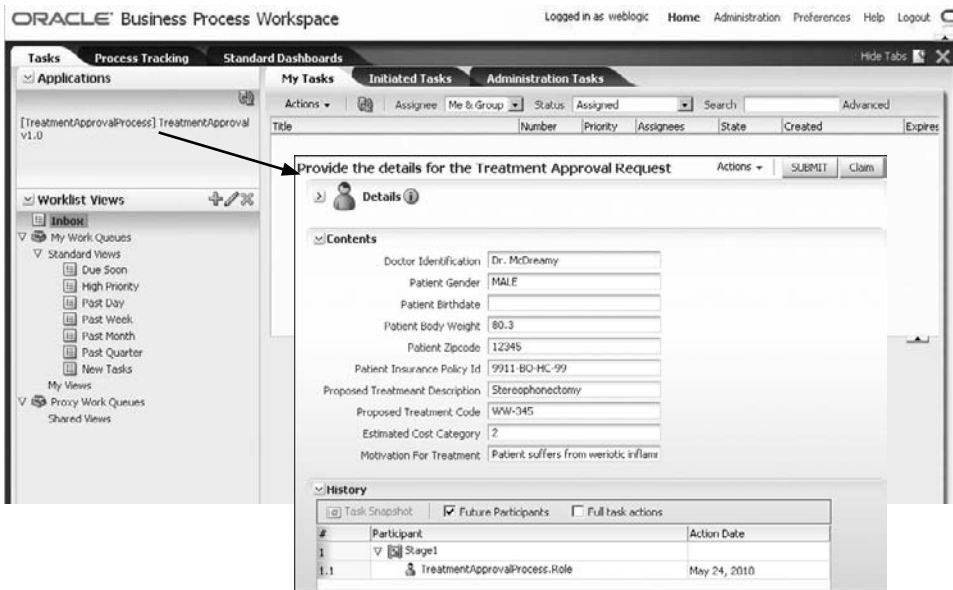 ORACLE Business Process Workspace
Logged in as weblogic Home Administration Preferences Help Logout
Tasks Process Tracking Standard Dashboards
Hide Tabs
Applications
[TreatmentApprovalProcess] TreatmentApproval
v1.0
Worklist Views
Inbox
My Work Queues
Standard Views
Due Soon
High Priority
Past Day
Past Week
Past Month
Past Quarter
New Tasks
My Views
Proxy Work Queues
Shared Views
My Tasks Initiated Tasks Administration Tasks
Actions Assignee Me & Group Status Assigned Search Advanced
Title Number Priority Assignees State Created Expires
Provide the details for the Treatment Approval Request Actions SUBMIT Claim
Details
Contents
Doctor Identification Dr. McDreamy
Patient Gender MALE
Patient Birthdate
Patient Body Weight 80.3
Patient Zipcode 12345
Patient Insurance Policy Id 9911-BO-HC-99
Proposed Treatmeant Description Stereophonectomy
Proposed Treatment Code WW-345
Estimated Cost Category 2
Motivation For Treatment Patient suffers from weriotic inflamr
History
Task Snapshot Future Participants Full task actions
# Participant Action Date
1 Stage1
1.1 TreatmentApprovalProcess.Role May 24, 2010